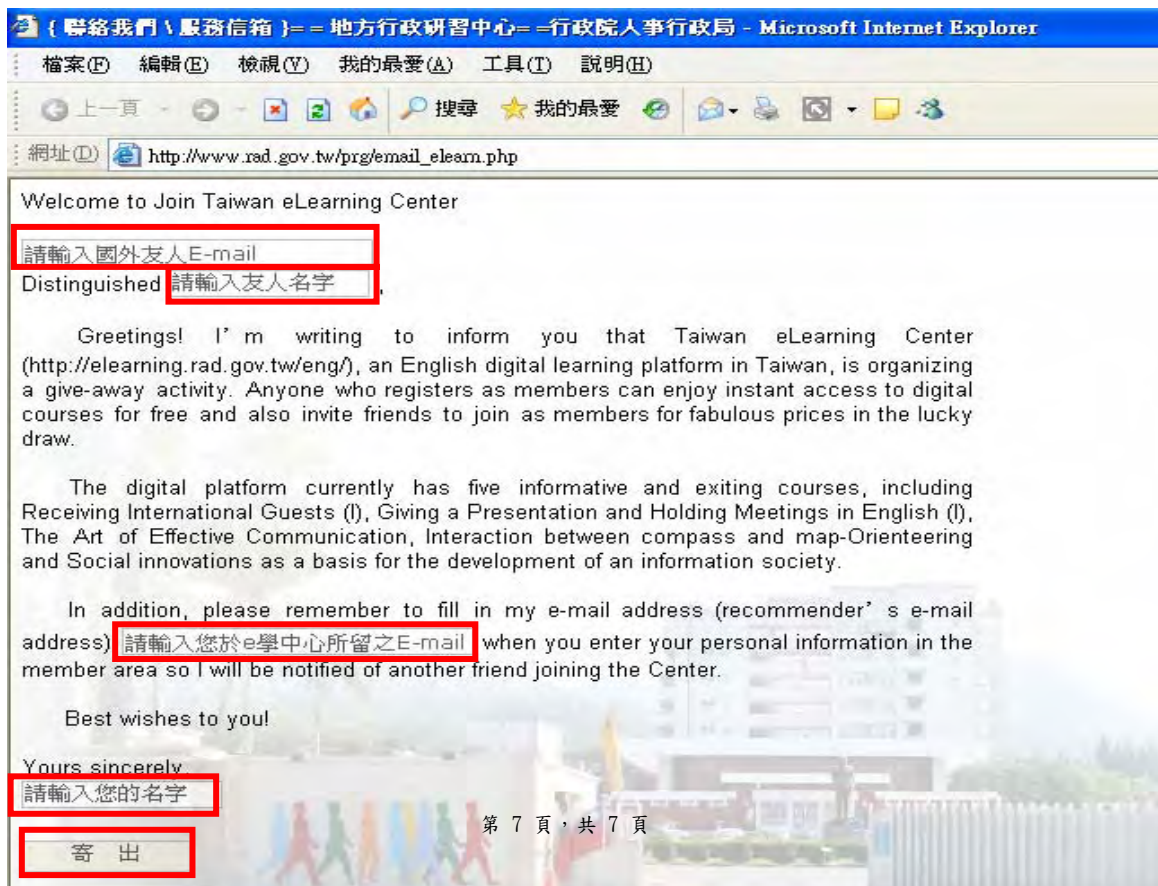 { 聯絡我們 \ 服務信箱 }= = 地方行政研習中心= =行政院人事行政局 - Microsoft Internet Explorer
檔案(F) 編輯(E) 檢視(V) 我的最愛(A) 工具(T) 說明(H)
上一頁 搜尋 我的最愛
網址(D) http://www.rad.gov.tw/prg/email_elearn.php
Welcome to Join Taiwan eLearning Center
請輸入國外友人E-mail
Distinguished 請輸入友人名字 ,
Greetings! I’m writing to inform you that Taiwan eLearning Center
(http://elearning.rad.gov.tw/eng/), an English digital learning platform in Taiwan, is organizing
a give-away activity. Anyone who registers as members can enjoy instant access to digital
courses for free and also invite friends to join as members for fabulous prices in the lucky
draw.
The digital platform currently has five informative and exiting courses, including
Receiving International Guests (I), Giving a Presentation and Holding Meetings in English (I),
The Art of Effective Communication, Interaction between compass and map-Orienteering
and Social innovations as a basis for the development of an information society.
In addition, please remember to fill in my e-mail address (recommender’s e-mail
address) 請輸入您於e學中心所留之E-mail when you enter your personal information in the
member area so I will be notified of another friend joining the Center.
Best wishes to you!
Yours sincerely,
請輸入您的名字
第 7 頁，共 7 頁
寄 出